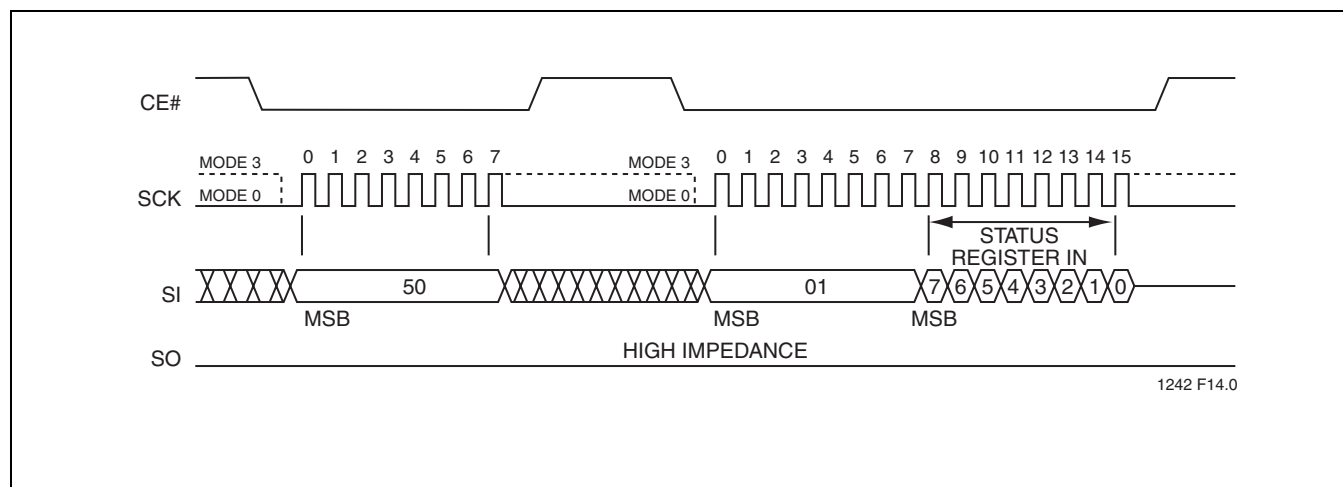 CE#
MODE 3 0 1 2 3 4 5 6 7 MODE 3 0 1 2 3 4 5 6 7 8 9 10 11 12 13 14 15
SCK MODE 0 MODE 0
STATUS
REGISTER IN
SI 50 01 7 6 5 4 3 2 1 0
MSB MSB MSB
SO HIGH IMPEDANCE
1242 F14.0